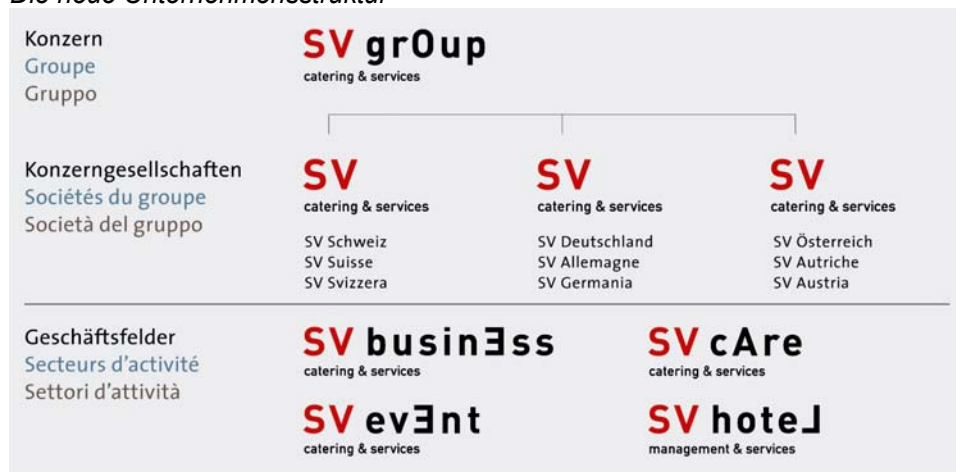 Die neue Unternehmensstruktur
Konzern
Groupe
Gruppo
SV grOup
catering & services
Konzerngesellschaften
Sociétés du groupe
Società del gruppo
SV
catering & services
SV Schweiz
SV Suisse
SV Svizzera
SV
catering & services
SV Deutschland
SV Allemagne
SV Germania
SV
catering & services
SV Österreich
SV Autriche
SV Austria
Geschäftsfelder
Secteurs d'activité
Settori d'attività
SV businƎss
catering & services
SV cAre
catering & services
SV evƎnt
catering & services
SV hoteL
management & services